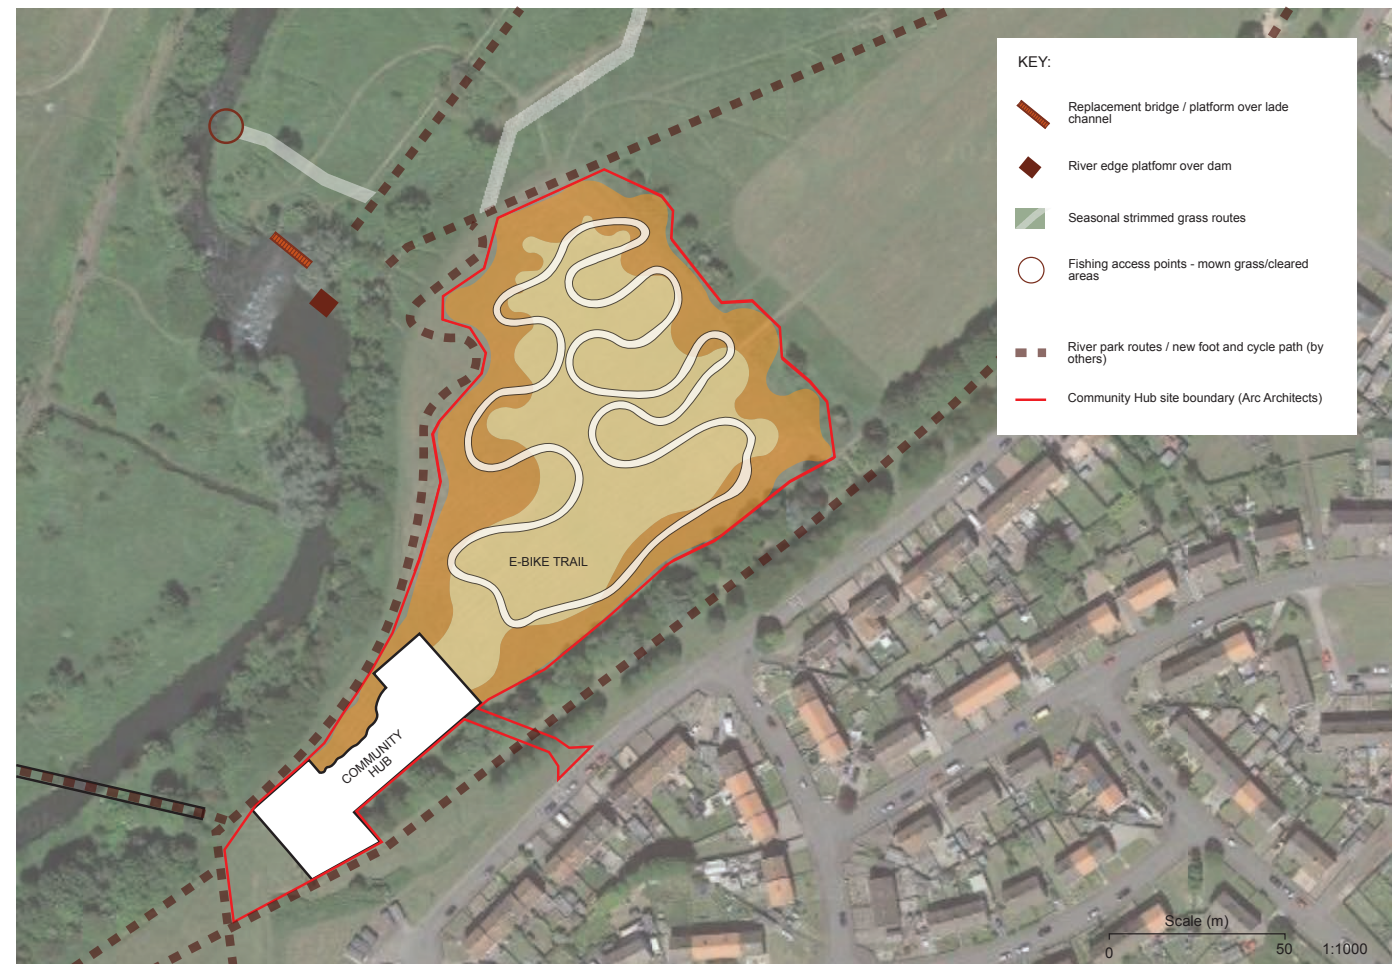 KEY:
Replacement bridge / platform over lade
channel
River edge platfomr over dam
Seasonal strimmed grass routes
Fishing access points - mown grass/cleared
areas
River park routes / new foot and cycle path (by
others)
Community Hub site boundary (Arc Architects)
E-BIKE TRAIL
COMMUNITY
HUB
Scale (m)
0 50 1:1000